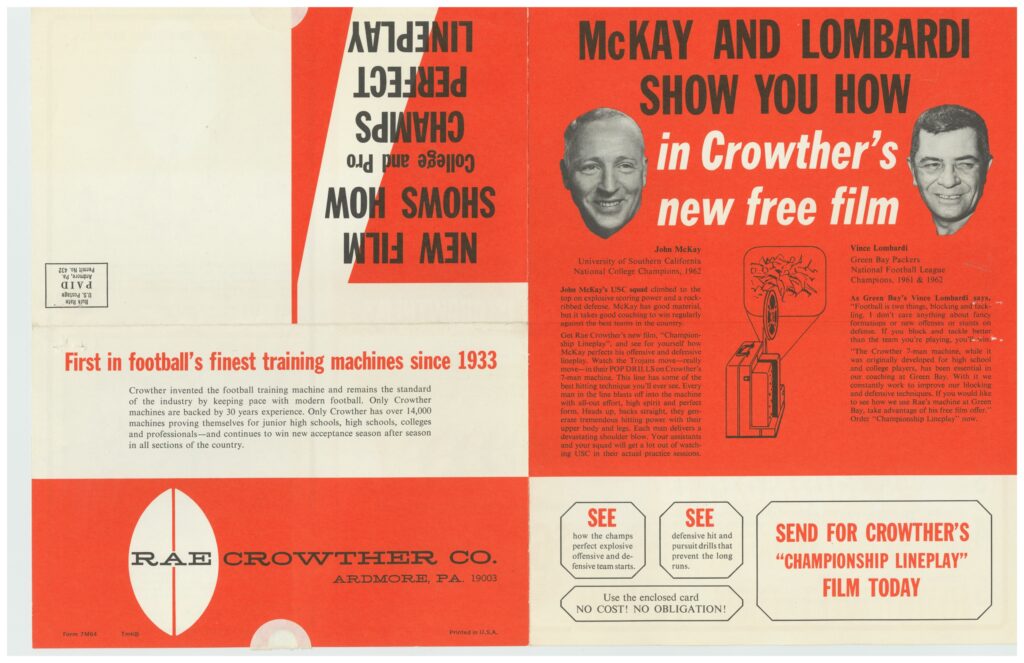 NEW FILM
SHOWS HOW
College and Pro
CHAMPS
PERFECT
LINEPLAY
Bulk Rate
U.S. Postage
PAID
Ardmore, Pa.
Permit No. 432
First in football's finest training machines since 1933
Crowther invented the football training machine and remains the standard
of the industry by keeping pace with modern football. Only Crowther
machines are backed by 30 years experience. Only Crowther has over 14,000
machines proving themselves for junior high schools, high schools, colleges
and professionals—and continues to win new acceptance season after season
in all sections of the country.
RAE CROWTHER CO.
ARDMORE, PA. 19003
Form 7M64
Printed in U.S.A.
McKAY AND LOMBARDI
SHOW YOU HOW
in Crowther's
new free film
John McKay
University of Southern California
National College Champions, 1962
John McKay's USC squad climbed to the
top on explosive scoring power and a rock-
ribbed defense. McKay has good material,
but it takes good coaching to win regularly
against the best teams in the country.
Get Rae Crowther's new film, "Champion-
ship Lineplay", and see for yourself how
McKay perfects his offensive and defensive
lineplay. Watch the Trojans move—really
move—in their POP DRILLS on Crowther's
7-man machine. This line has some of the
best hitting technique you'll ever see. Every
man in the line blasts off into the machine
with all-out effort, high spirit and perfect
form. Heads up, backs straight, they gen-
erate tremendous hitting power with their
upper body and legs. Each man delivers a
devastating shoulder blow. Your assistants
and your squad will get a lot out of watch-
ing USC in their actual practice sessions.
Vince Lombardi
Green Bay Packers
National Football League
Champions, 1961 & 1962
As Green Bay's Vince Lombardi says,
"Football is two things, blocking and tack-
ling. I don't care anything about fancy
formations or new offenses or stunts on
defense. If you block and tackle better
than the team you're playing, you'll win.
"The Crowther 7-man machine, while it
was originally developed for high school
and college players, has been essential in
our coaching at Green Bay. With it we
constantly work to improve our blocking
and defensive techniques. If you would like
to see how we use Rae's machine at Green
Bay, take advantage of his free film offer."
Order "Championship Lineplay" now.
SEE
how the champs
perfect explosive
offensive and de-
fensive team starts.
SEE
defensive hit and
pursuit drills that
prevent the long
runs.
Use the enclosed card
NO COST! NO OBLIGATION!
SEND FOR CROWTHER'S
"CHAMPIONSHIP LINEPLAY"
FILM TODAY